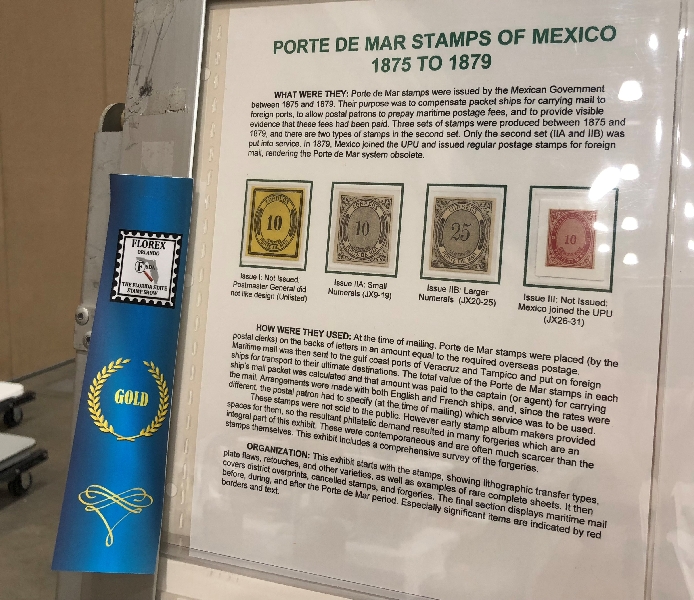 PORTE DE MAR STAMPS OF MEXICO
1875 TO 1879
WHAT WERE THEY: Porte de Mar stamps were issued by the Mexican Government
between 1875 and 1879. Their purpose was to compensate packet ships for carrying mail to
foreign ports, to allow postal patrons to prepay maritime postage fees, and to provide visible
evidence that these fees had been paid. Three sets of stamps were produced between 1875 and
1879, and there are two types of stamps in the second set. Only the second set (IIA and IIB) was
put into service. In 1879, Mexico joined the UPU and issued regular postage stamps for foreign
mail, rendering the Porte de Mar system obsolete.
10
10
25
10
Issue I: Not Issued,
Postmaster General did
not like design (Unlisted)
Issue IIA: Small
Numerals (JX9-19)
Issue IIB: Larger
Numerals (JX20-25)
Issue III: Not Issued;
Mexico joined the UPU
(JX26-31)
HOW WERE THEY USED: At the time of mailing, Porte de Mar stamps were placed (by the
postal clerks) on the backs of letters in an amount equal to the required overseas postage.
Maritime mail was then sent to the gulf coast ports of Veracruz and Tampico and put on foreign
ships for transport to their ultimate destinations. The total value of the Porte de Mar stamps in each
ship's mail packet was calculated and that amount was paid to the captain (or agent) for carrying
the mail. Arrangements were made with both English and French ships, and, since the rates were
different, the postal patron had to specify (at the time of mailing) which service was to be used.
These stamps were not sold to the public. However early stamp album makers provided
spaces for them, so the resultant philatelic demand resulted in many forgeries which are an
integral part of this exhibit. These were contemporaneous and are often much scarcer than the
stamps themselves. This exhibit includes a comprehensive survey of the forgeries.
ORGANIZATION: This exhibit starts with the stamps, showing lithographic transfer types,
plate flaws, retouches, and other varieties, as well as examples of rare complete sheets. It then
covers district overprints, cancelled stamps, and forgeries. The final section displays maritime mail
before, during, and after the Porte de Mar period. Especially significant items are indicated by red
borders and text.
FLOREX
ORLANDO
THE FLORIDA STATE
STAMP SHOW
GOLD